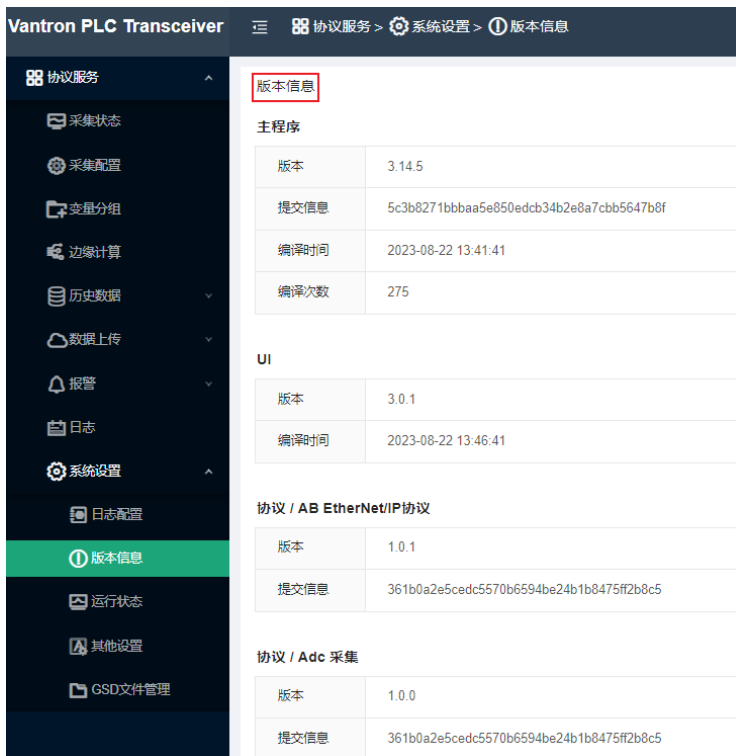 Vantron PLC Transceiver
协议服务 > 系统设置 > 版本信息
协议服务
采集状态
采集配置
变量分组
边缘计算
历史数据
数据上传
报警
日志
系统设置
日志配置
版本信息
运行状态
其他设置
GSD文件管理
版本信息
主程序
版本 3.14.5
提交信息 5c3b8271bbbaa5e850edcb34b2e8a7cbb5647b8f
编译时间 2023-08-22 13:41:41
编译次数 275
UI
版本 3.0.1
编译时间 2023-08-22 13:46:41
协议 / AB EtherNet/IP协议
版本 1.0.1
提交信息 361b0a2e5cedc5570b6594be24b1b8475ff2b8c5
协议 / Adc 采集
版本 1.0.0
提交信息 361b0a2e5cedc5570b6594be24b1b8475ff2b8c5